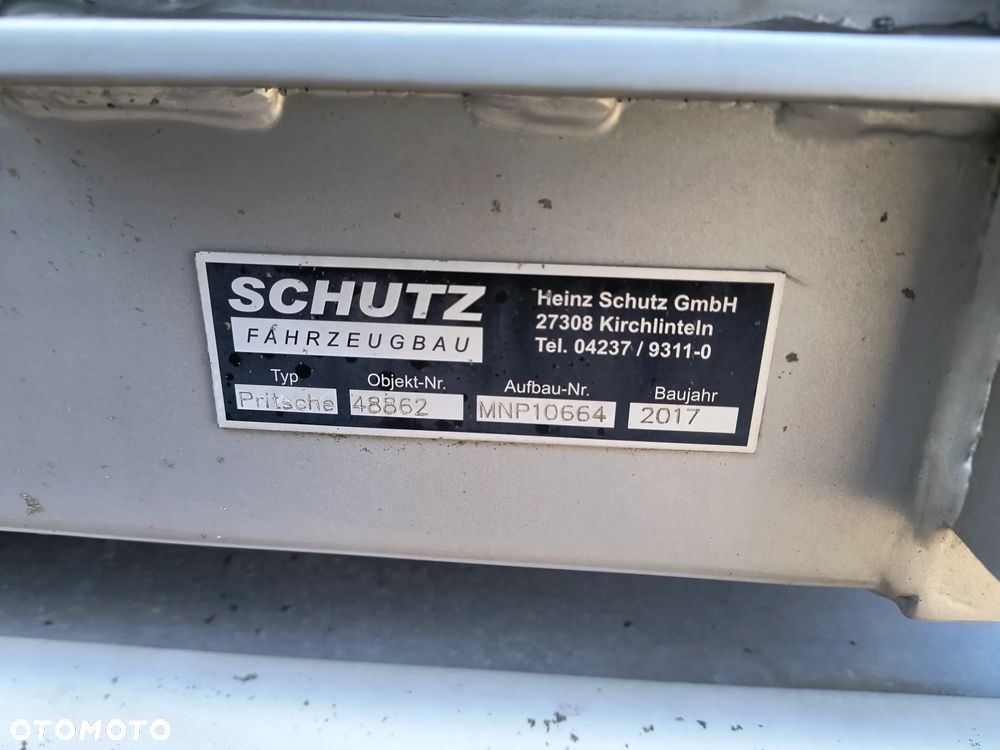 SCHUTZ
FAHRZEUGBAU
Heinz Schutz GmbH
27308 Kirchlinteln
Tel. 04237 / 9311-0
Typ Objekt-Nr. Aufbau-Nr. Baujahr
Pritsche 48862 MNP10664 2017
OTOMOTO